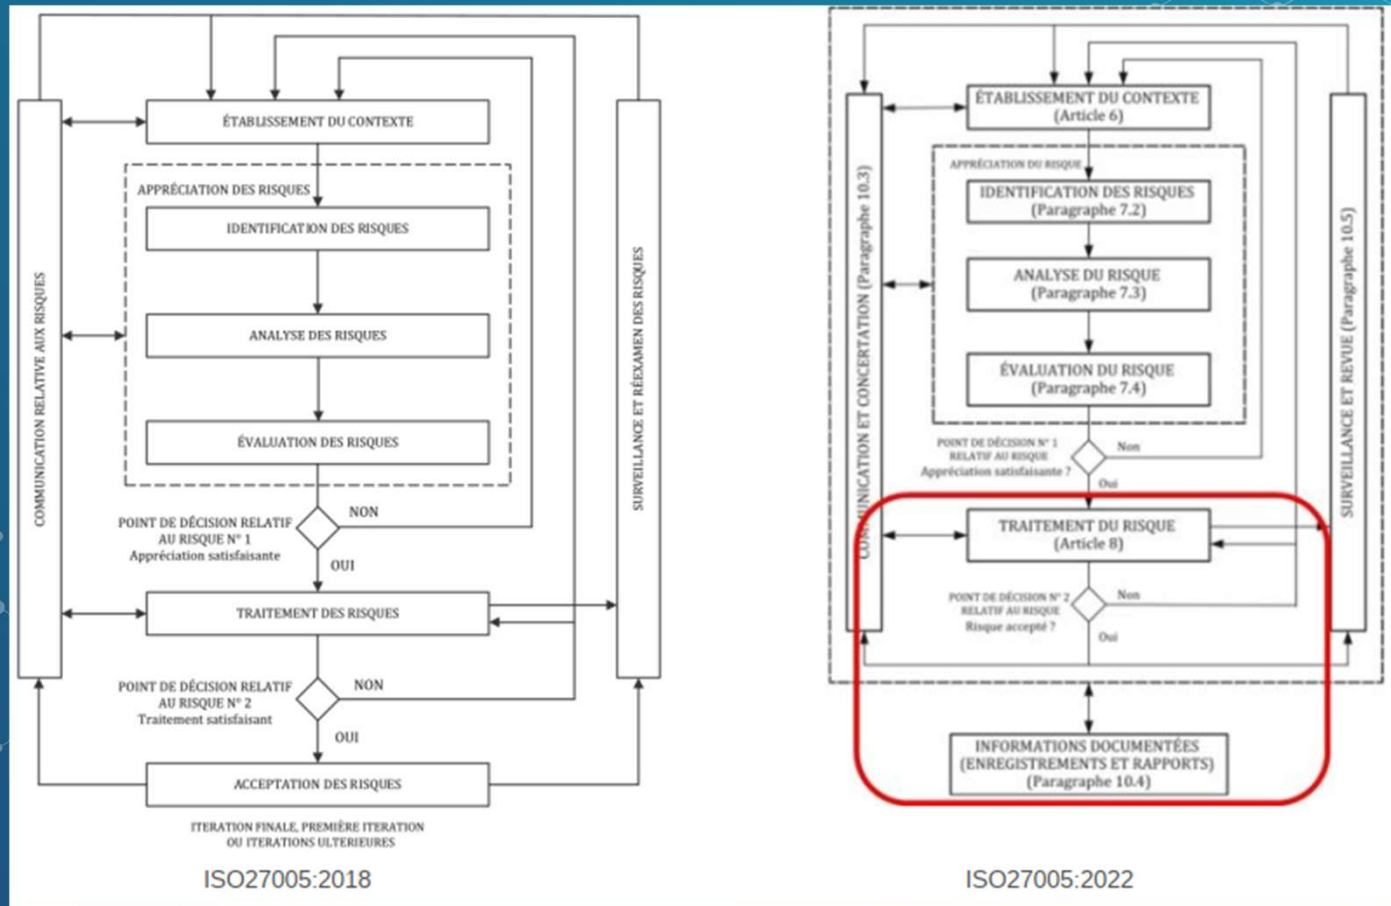 ÉTABLISSEMENT DU CONTEXTE
APPRÉCIATION DES RISQUES
IDENTIFICATION DES RISQUES
ANALYSE DES RISQUES
ÉVALUATION DES RISQUES
COMMUNICATION RELATIVE AUX RISQUES
SURVEILLANCE ET RÉEXAMEN DES RISQUES
POINT DE DÉCISION RELATIF
AU RISQUE N° 1
Appréciation satisfaisante
NON
OUI
TRAITEMENT DES RISQUES
POINT DE DÉCISION RELATIF
AU RISQUE N° 2
Traitement satisfaisant
NON
OUI
ACCEPTATION DES RISQUES
ITERATION FINALE, PREMIÈRE ITERATION
OU ITERATIONS ULTERIEURES
ISO27005:2018
ÉTABLISSEMENT DU CONTEXTE
(Article 6)
APPRÉCIATION DU RISQUE
IDENTIFICATION DES RISQUES
(Paragraphe 7.2)
ANALYSE DU RISQUE
(Paragraphe 7.3)
ÉVALUATION DU RISQUE
(Paragraphe 7.4)
COMMUNICATION ET CONCERTATION (Paragraphe 10.3)
SURVEILLANCE ET REVUE (Paragraphe 10.5)
POINT DE DÉCISION N° 1
RELATIF AU RISQUE
Appréciation satisfaisante ?
Non
Oui
TRAITEMENT DU RISQUE
(Article 8)
POINT DE DÉCISION N° 2
RELATIF AU RISQUE
Risque accepté ?
Non
Oui
INFORMATIONS DOCUMENTÉES
(ENREGISTREMENTS ET RAPPORTS)
(Paragraphe 10.4)
ISO27005:2022